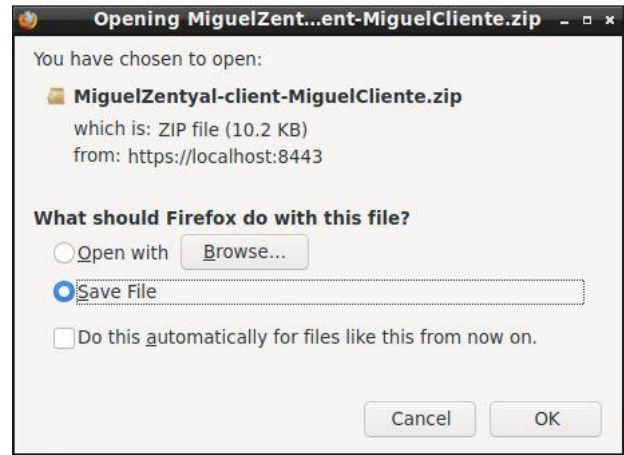 Opening MiguelZent...ent-MiguelCliente.zip
You have chosen to open:
MiguelZentyal-client-MiguelCliente.zip
which is: ZIP file (10.2 KB)
from: https://localhost:8443
What should Firefox do with this file?
Open with Browse...
Save File
Do this automatically for files like this from now on.
Cancel OK